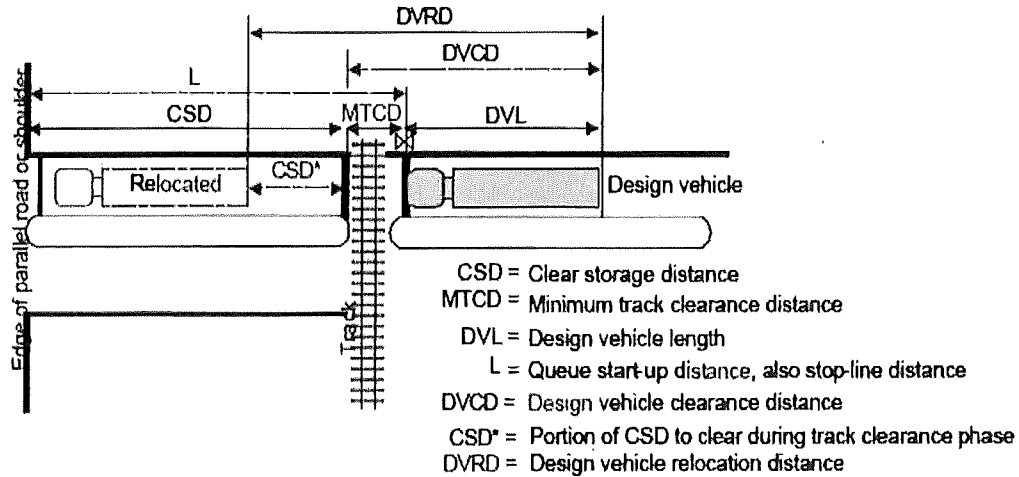 DVRD
DVCD
L
CSD
MTCD
DVL
Relocated
CSD*
Design vehicle
Edge of parallel road or shoulder
Track
CSD = Clear storage distance
MTCD = Minimum track clearance distance
DVL = Design vehicle length
L = Queue start-up distance, also stop-line distance
DVCD = Design vehicle clearance distance
CSD* = Portion of CSD to clear during track clearance phase
DVRD = Design vehicle relocation distance